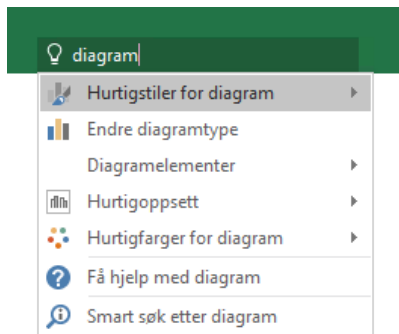 diagram
Hurtigstiler for diagram
Endre diagramtype
Diagramelementer
Hurtigoppsett
Hurtigfarger for diagram
Få hjelp med diagram
Smart søk etter diagram